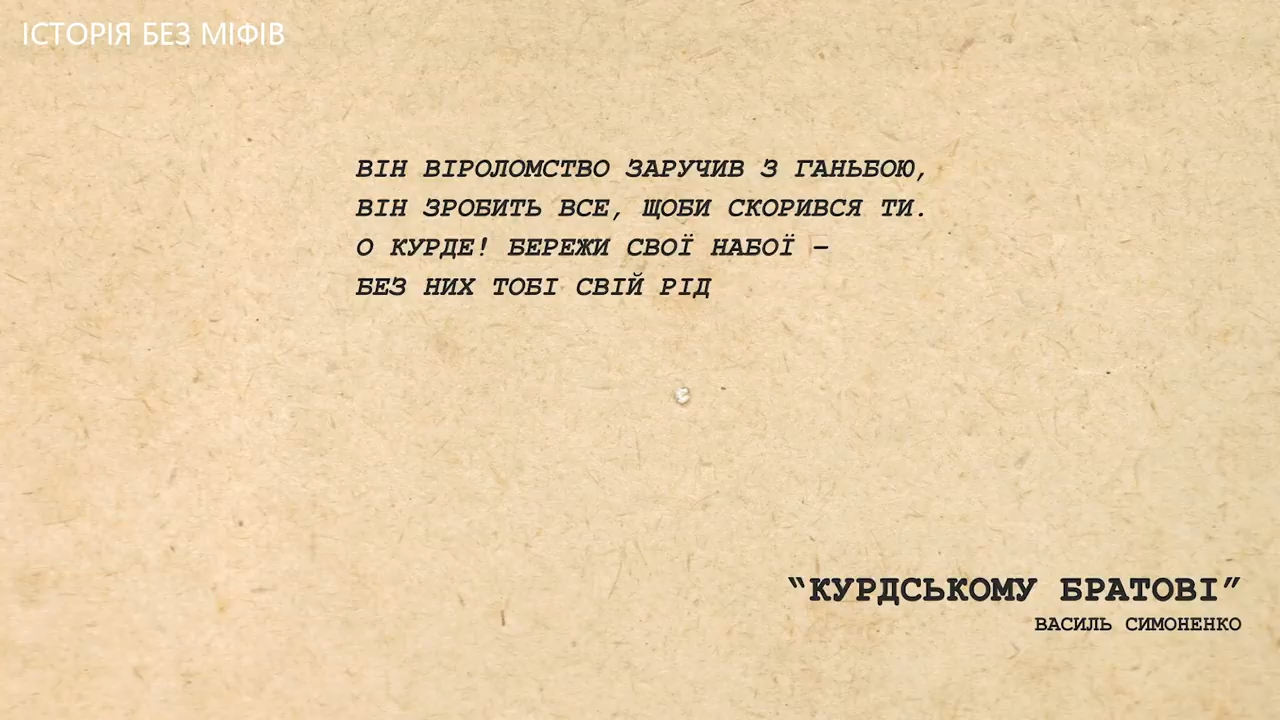 ІСТОРІЯ БЕЗ МІФІВ
ВІН ВІРОЛОМСТВО ЗАРУЧИВ З ГАНЬБОЮ,
ВІН ЗРОБИТЬ ВСЕ, ЩОБИ СКОРИВСЯ ТИ.
О КУРДЕ! БЕРЕЖИ СВОЇ НАБОЇ –
БЕЗ НИХ ТОБІ СВІЙ РІД
“КУРДСЬКОМУ БРАТОВІ”
ВАСИЛЬ СИМОНЕНКО